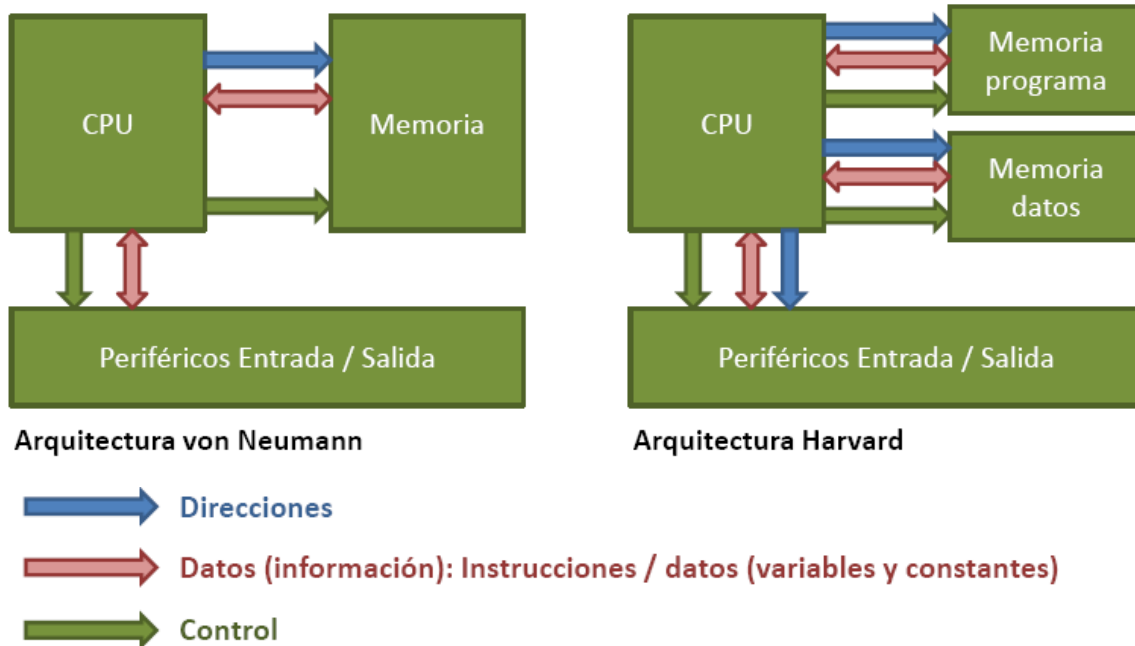 CPU
Memoria
Periféricos Entrada / Salida
Arquitectura von Neumann
CPU
Memoria
programa
Memoria
datos
Periféricos Entrada / Salida
Arquitectura Harvard
Direcciones
Datos (información): Instrucciones / datos (variables y constantes)
Control